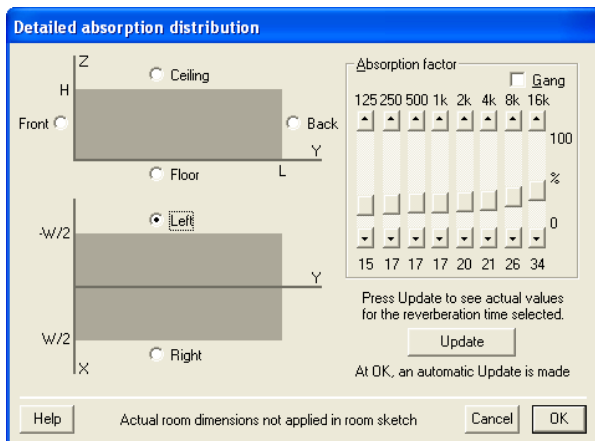 Detailed absorption distribution
Z
H
Ceiling
Front
Back
Y
Floor
L
-W/2
Left
Y
W/2
X
Right
Absorption factor
Gang
125 250 500 1k 2k 4k 8k 16k
100
%
0
15 17 17 17 20 21 26 34
Press Update to see actual values
for the reverberation time selected.
Update
At OK, an automatic Update is made
Help
Actual room dimensions not applied in room sketch
Cancel
OK